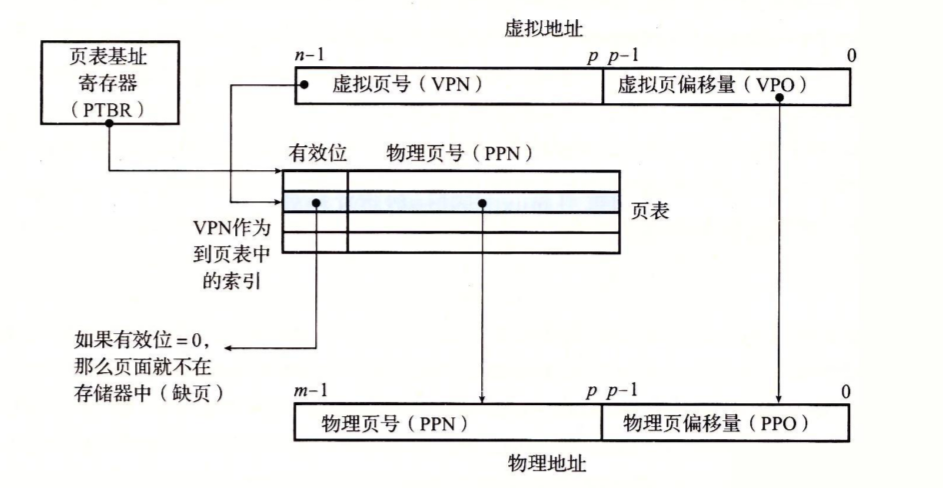 虚拟地址
页表基址
寄存器
（PTBR）
n-1
p p-1
0
虚拟页号（VPN）
虚拟页偏移量（VPO）
有效位
物理页号（PPN）
页表
VPN作为
到页表中
的索引
如果有效位=0，
那么页面就不在
存储器中（缺页）
m-1
p p-1
0
物理页号（PPN）
物理页偏移量（PPO）
物理地址